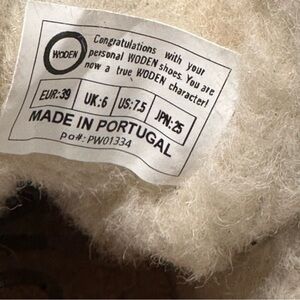 WODEN
Congratulations with your
personal WODEN shoes. You are
now a true WODEN character!
EUR:39 UK:6 US:7.5 JPN:25
MADE IN PORTUGAL
po#: PW01334